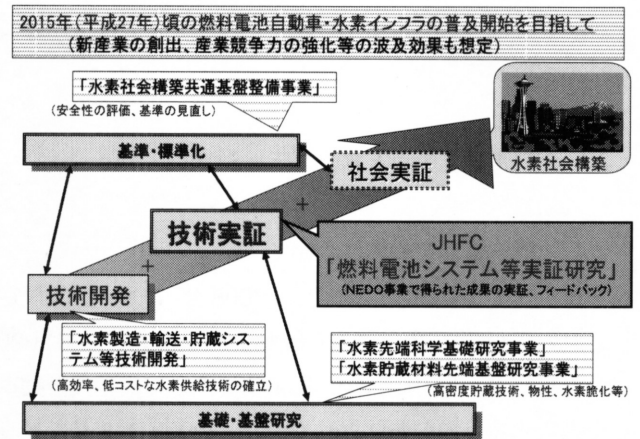 2015年(平成27年)頃の燃料電池自動車・水素インフラの普及開始を目指して
(新産業の創出、産業競争力の強化等の波及効果も想定)
「水素社会構築共通基盤整備事業」
(安全性の評価、基準の見直し)
基準・標準化
社会実証
水素社会構築
+
技術実証
JHFC
「燃料電池システム等実証研究」
(NEDO事業で得られた成果の実証、フィードバック)
+
技術開発
「水素製造・輸送・貯蔵シス
テム等技術開発」
(高効率、低コストな水素供給技術の確立)
「水素先端科学基礎研究事業」
「水素貯蔵材料先端基盤研究事業」
(高密度貯蔵技術、物性、水素脆化等)
基礎・基盤研究